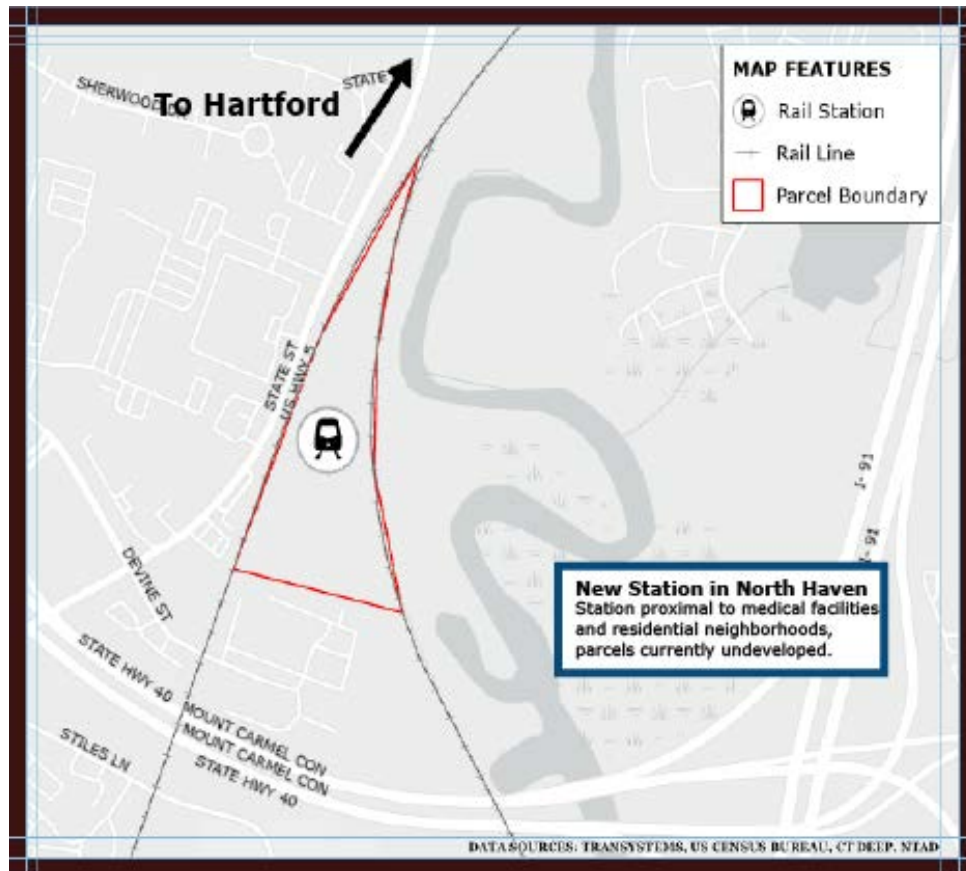 STATE
SHERWOOD DR
To Hartford
MAP FEATURES
Rail Station
Rail Line
Parcel Boundary
STATE ST
US HWY 5
I- 91
I- 91
DEVINE ST
New Station in North Haven
Station proximal to medical facilities
and residential neighborhoods,
parcels currently undeveloped.
STATE HWY 40
MOUNT CARMEL CON
MOUNT CARMEL CON
STATE HWY 40
STILES LN
DATA SOURCES: TRANSYSTEMS, US CENSUS BUREAU, CT DEEP, NTAD